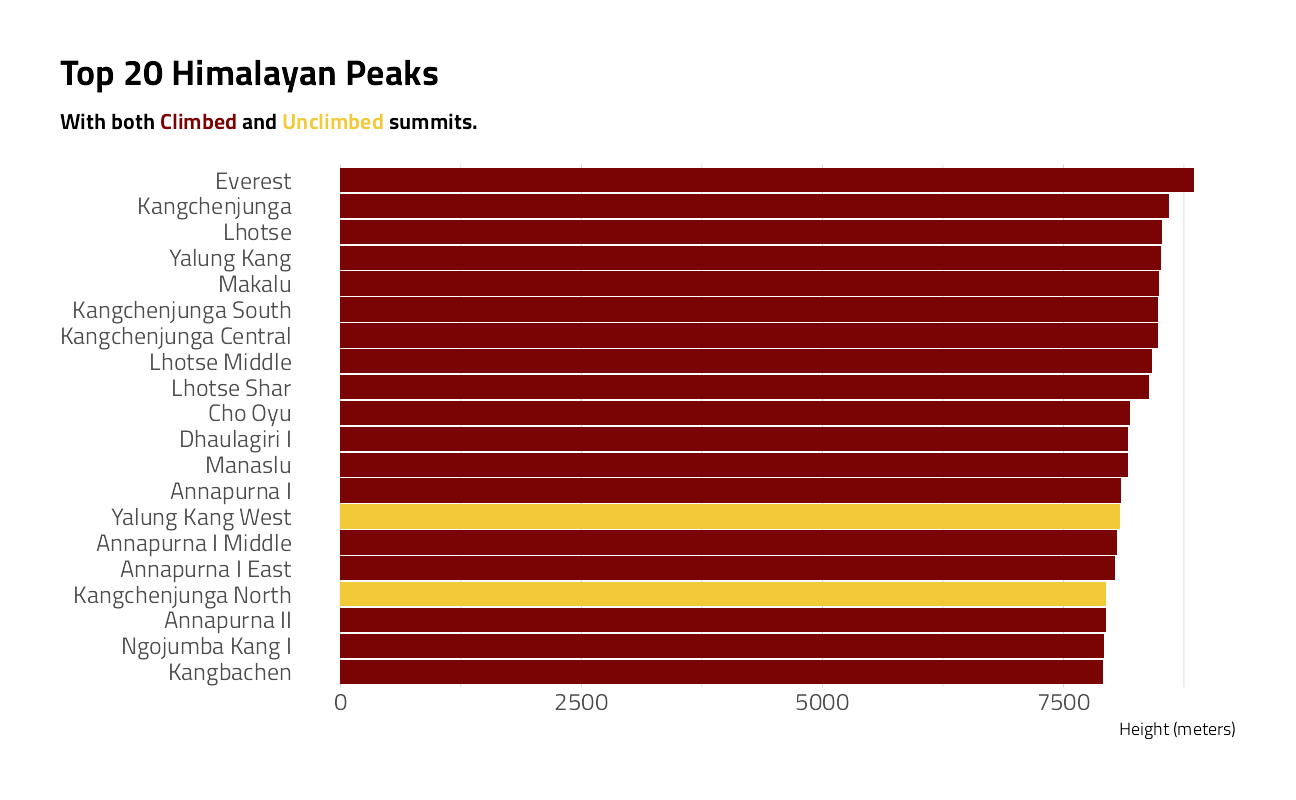 Top 20 Himalayan Peaks
With both Climbed and Unclimbed summits.
Everest
Kangchenjunga
Lhotse
Yalung Kang
Makalu
Kangchenjunga South
Kangchenjunga Central
Lhotse Middle
Lhotse Shar
Cho Oyu
Dhaulagiri I
Manaslu
Annapurna I
Yalung Kang West
Annapurna I Middle
Annapurna I East
Kangchenjunga North
Annapurna II
Ngojumba Kang I
Kangbachen
0 2500 5000 7500
Height (meters)